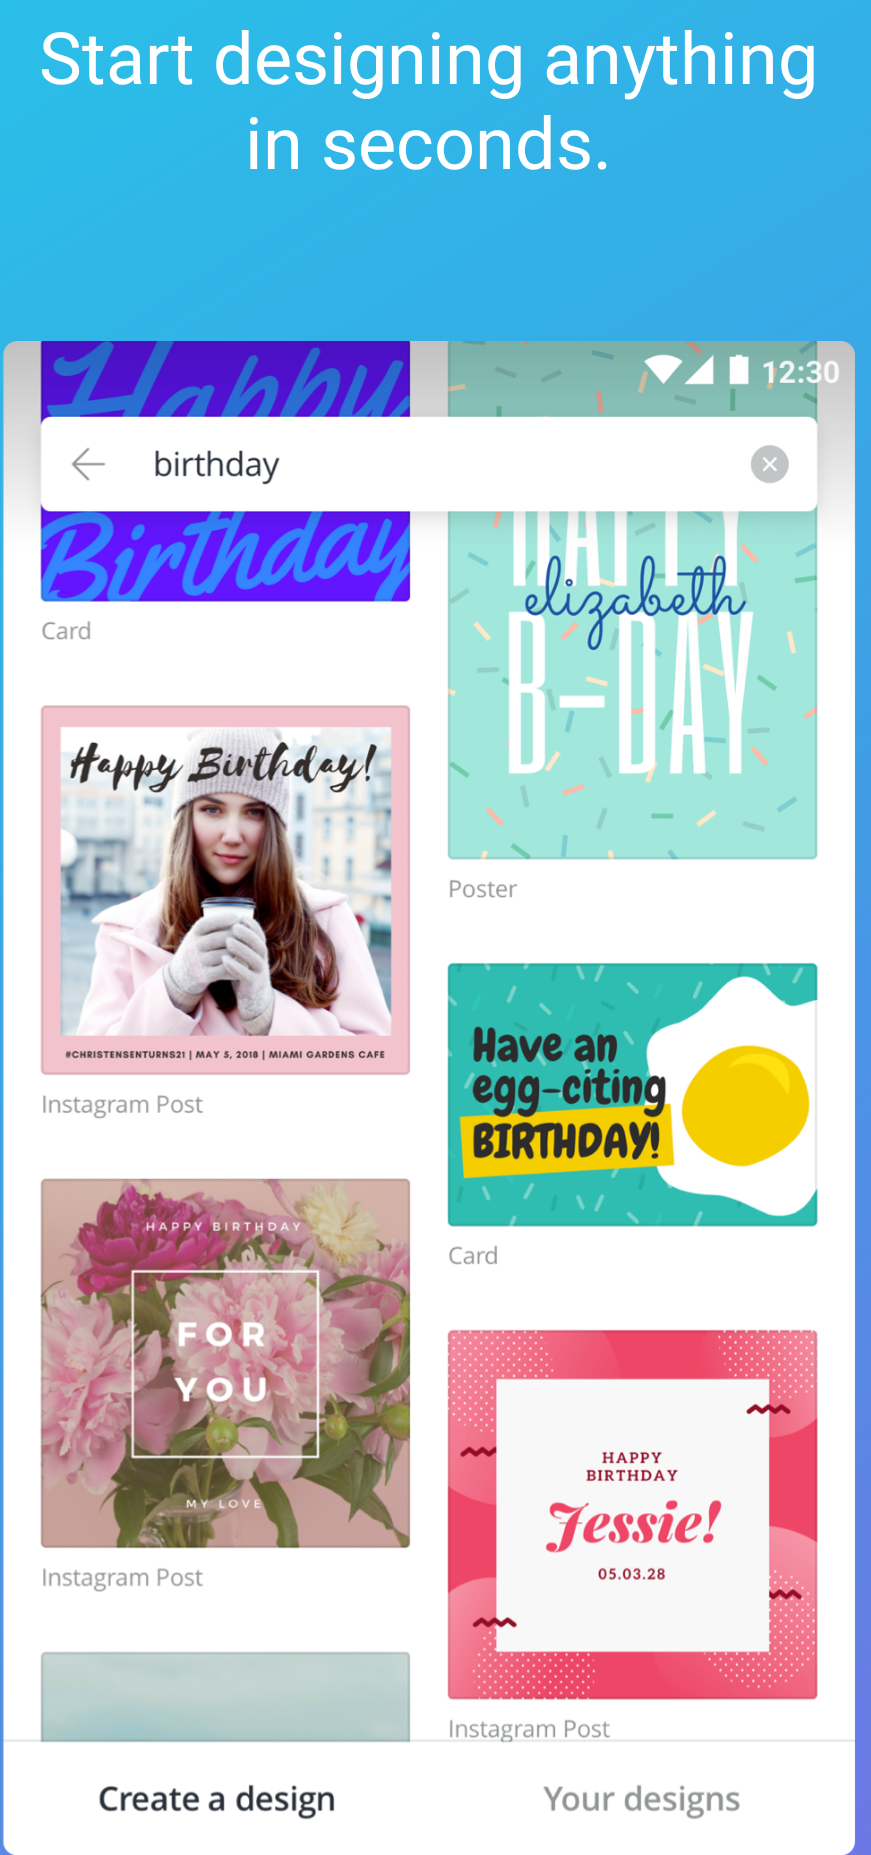 Start designing anything
in seconds.
12:30
Happy
birthday
Birthday
Card
HAPPY
elizabeth
B-DAY
Poster
Happy Birthday!
#CHRISTENSENTURNS21 | MAY 5, 2018 | MIAMI GARDENS CAFE
Instagram Post
Have an
egg-citing
BIRTHDAY!
Card
HAPPY BIRTHDAY
FOR
YOU
MY LOVE
Instagram Post
HAPPY
BIRTHDAY
Jessie!
05.03.28
Instagram Post
Create a design
Your designs